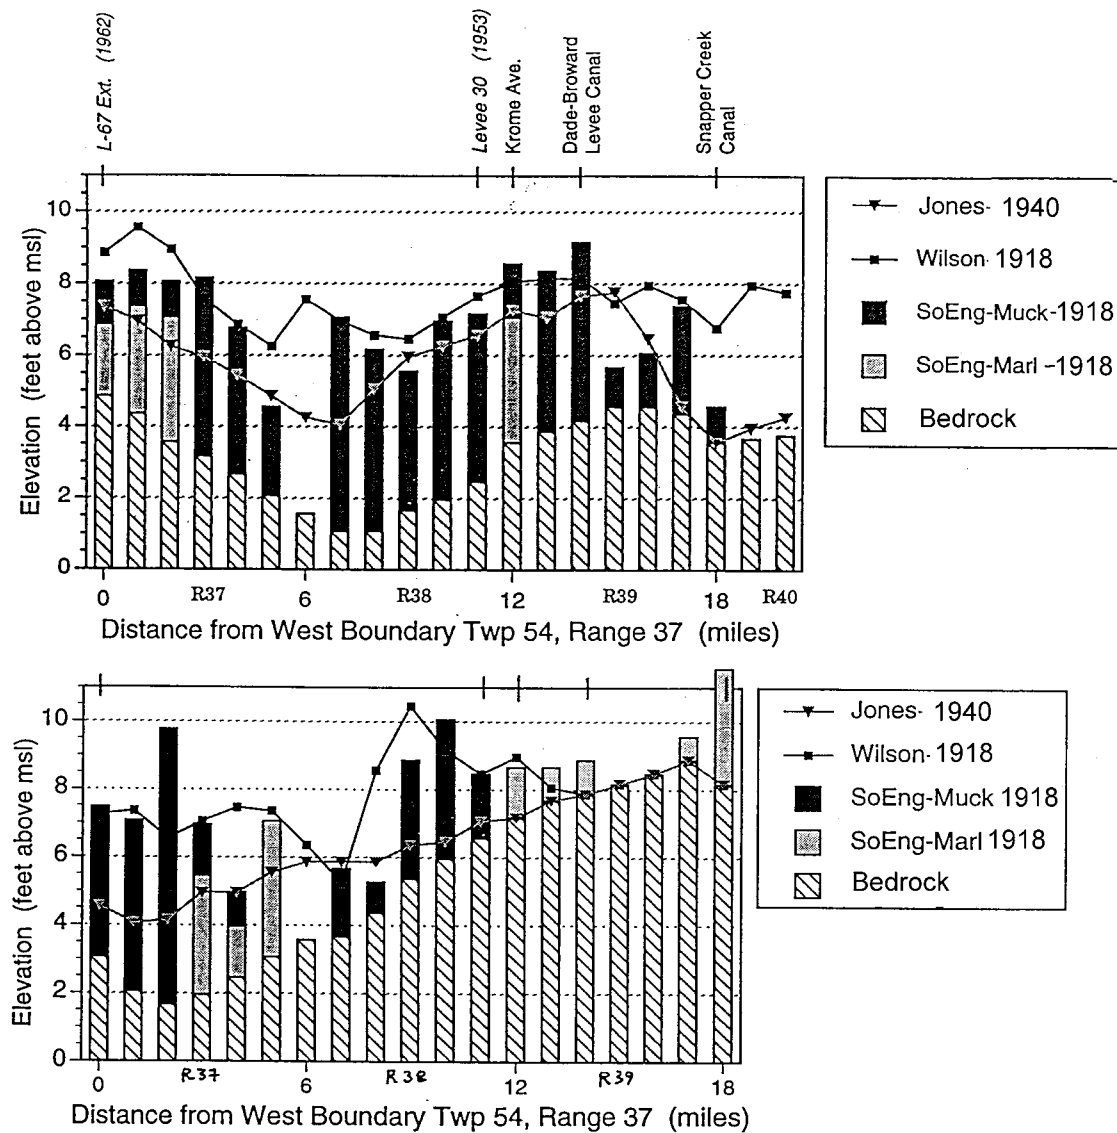 L-67 Ext. (1962)
Levee 30 (1953)
Krome Ave.
Dade-Broward
Levee Canal
Snapper Creek
Canal
Elevation (feet above msl)
10
8
6
4
2
0
0 R37 6 R38 12 R39 18 R40
Distance from West Boundary Twp 54, Range 37 (miles)
Jones- 1940
Wilson- 1918
SoEng-Muck-1918
SoEng-Marl -1918
Bedrock
Elevation (feet above msl)
10
8
6
4
2
0
0 R37 6 R38 12 R39 18
Distance from West Boundary Twp 54, Range 37 (miles)
Jones- 1940
Wilson- 1918
SoEng-Muck 1918
SoEng-Marl 1918
Bedrock